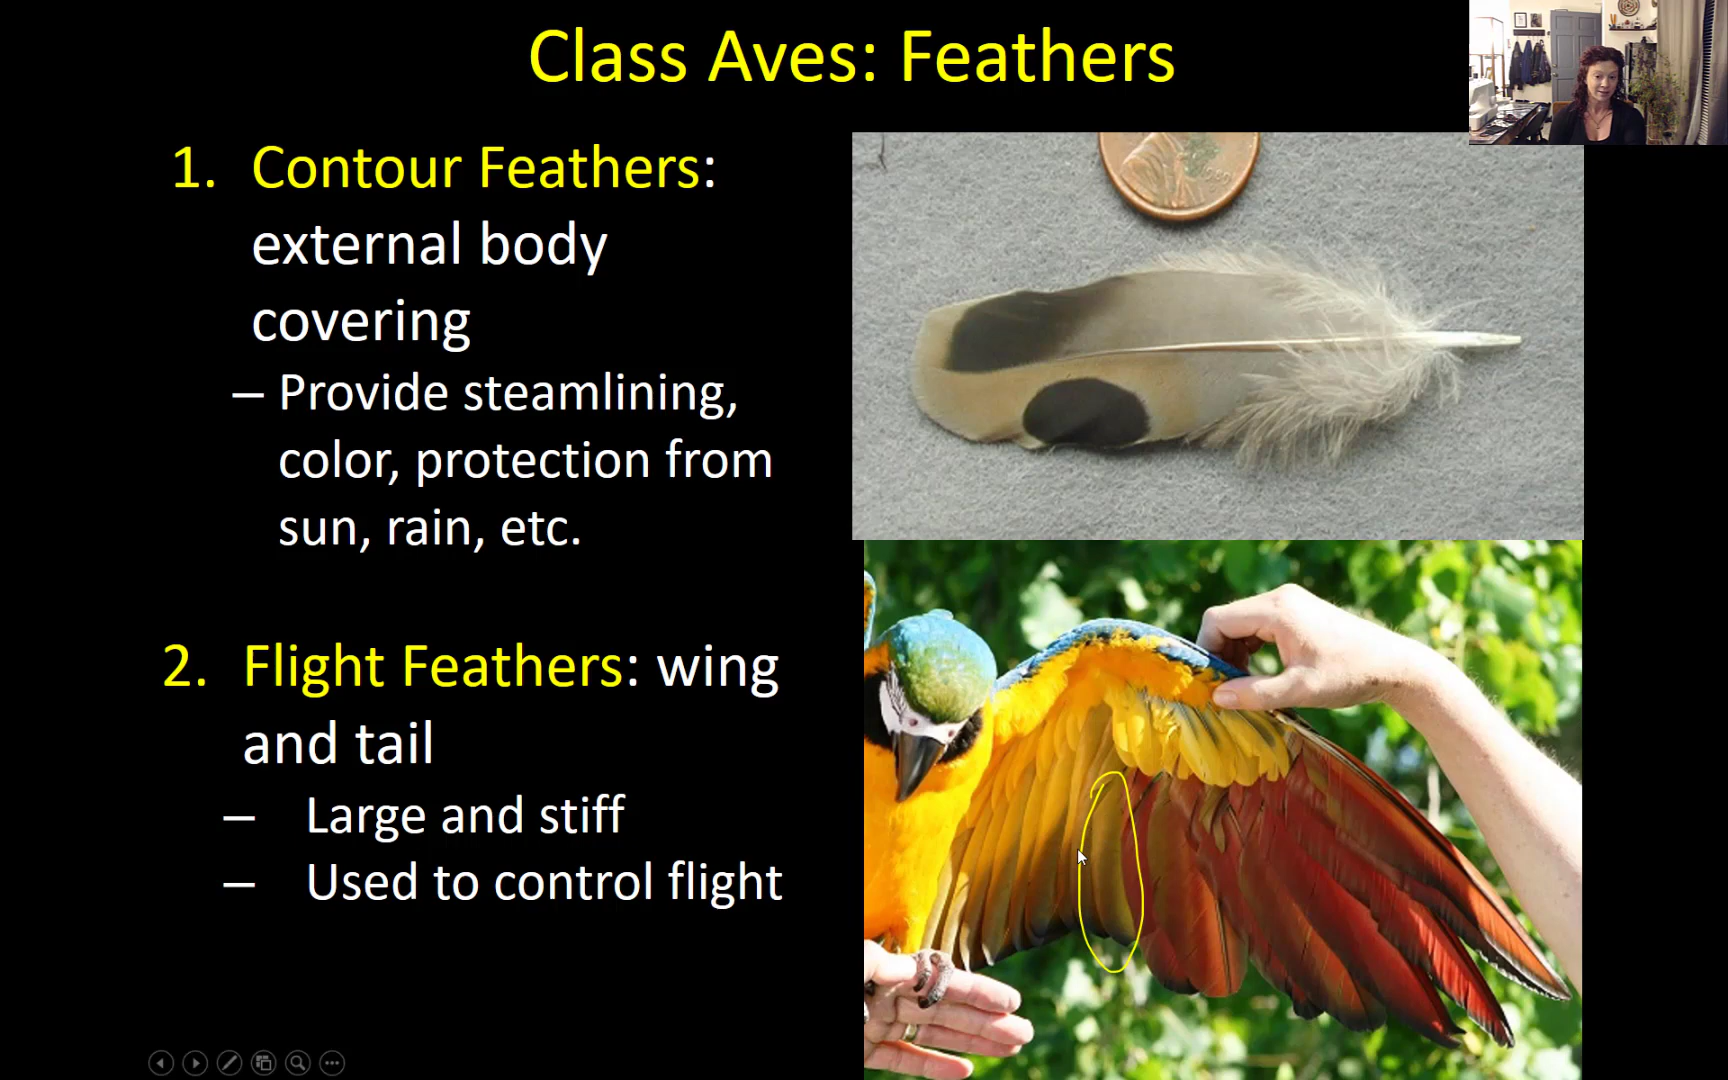 Class Aves: Feathers
1. Contour Feathers:
external body
covering
– Provide steamlining,
color, protection from
sun, rain, etc.
2. Flight Feathers: wing
and tail
– Large and stiff
– Used to control flight